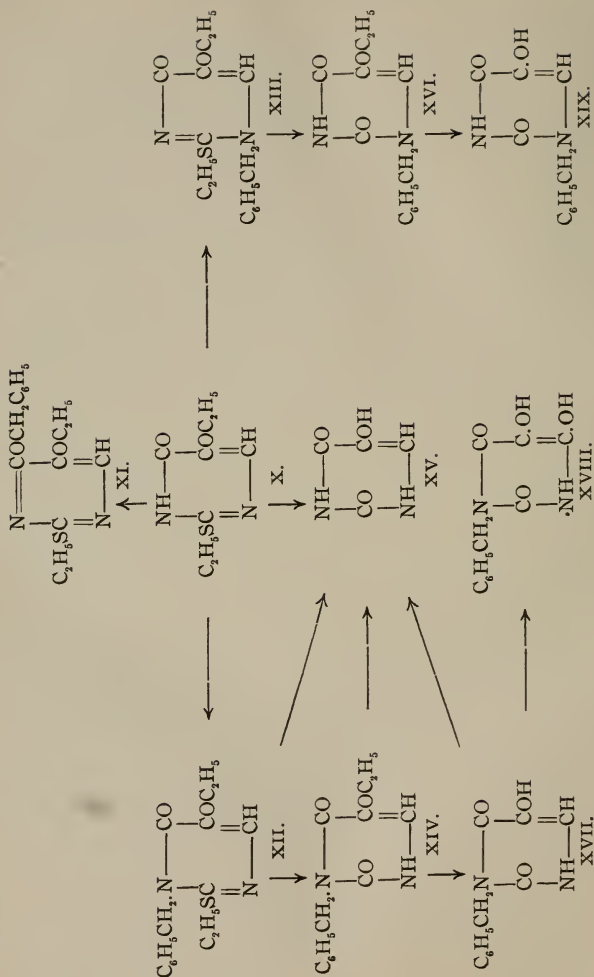 N═══COCH₂C₆H₅
C₂H₅SC COC₂H₅
N——CH
XI.
C₆H₅CH₂.N——CO
C₂H₅SC COC₂H₅
N——CH
XII.
NH—CO
C₂H₅SC COC₂H₅
N——CH
X.
N——CO
C₂H₅SC COC₂H₅
C₆H₅CH₂N——CH
XIII.
C₆H₅CH₂.N——CO
CO COC₂H₅
NH—CH
XIV.
NH—CO
CO COH
NH—CH
XV.
NH—CO
CO COC₂H₅
C₆H₅CH₂N——CH
XVI.
C₆H₅CH₂N——CO
CO COH
NH—CH
XVII.
C₆H₅CH₂N——CO
CO C.OH
.NH—C.OH
XVIII.
NH—CO
CO C.OH
C₆H₅CH₂N——CH
XIX.